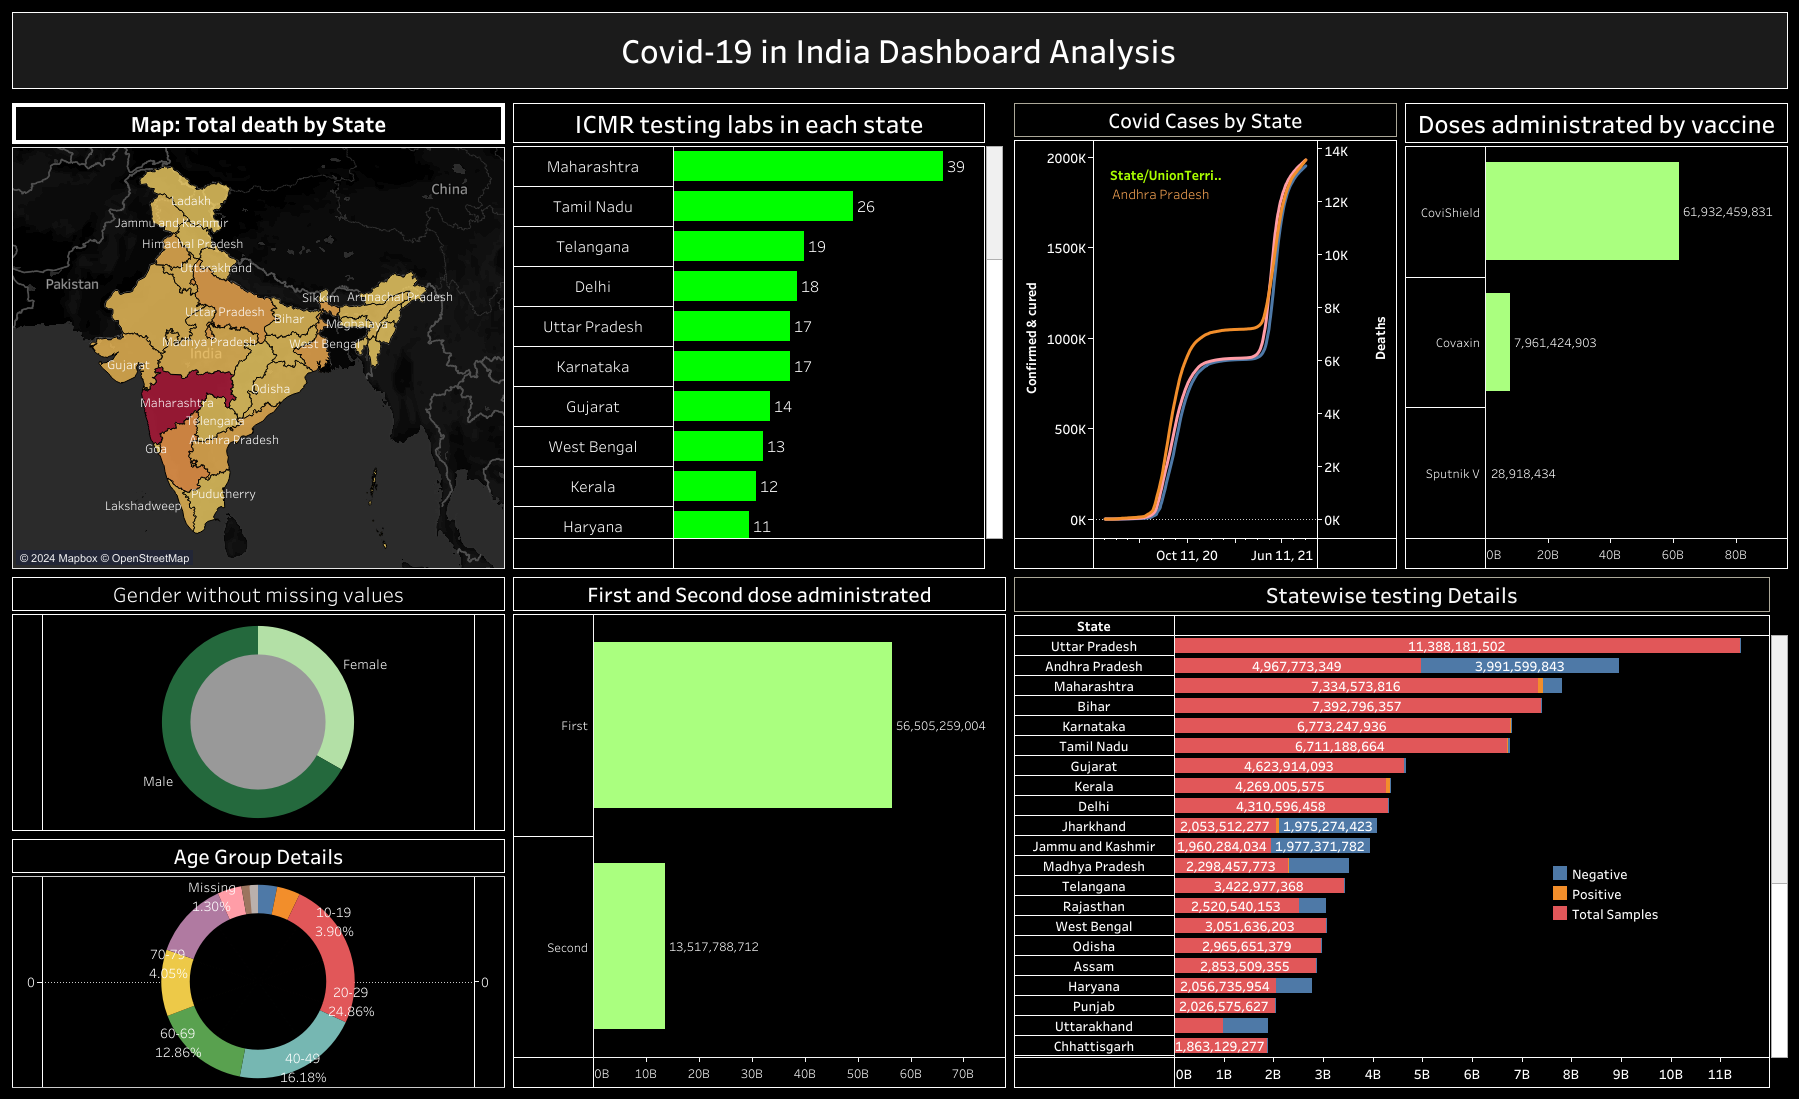 Covid-19 in India Dashboard Analysis
Map: Total death by State
China
Ladakh
Jammu and Kashmir
Himachal Pradesh
Uttarakhand
Pakistan
Sikkim
Arunachal Pradesh
Uttar Pradesh
Bihar
Meghalaya
Madhya Pradesh
West Bengal
India
Gujarat
Odisha
Maharashtra
Telengana
Andhra Pradesh
Goa
Puducherry
Lakshadweep
© 2024 Mapbox © OpenStreetMap
ICMR testing labs in each state
Maharashtra 39
Tamil Nadu 26
Telangana 19
Delhi 18
Uttar Pradesh 17
Karnataka 17
Gujarat 14
West Bengal 13
Kerala 12
Haryana 11
Covid Cases by State
State/UnionTerri..
Andhra Pradesh
Confirmed & cured
2000K
1500K
1000K
500K
0K
14K
12K
10K
8K
6K
4K
2K
0K
Deaths
Oct 11, 20 Jun 11, 21
Doses administrated by vaccine
CoviShield 61,932,459,831
Covaxin 7,961,424,903
Sputnik V 28,918,434
0B 20B 40B 60B 80B
Gender without missing values
Female
Male
Age Group Details
Missing
1.30%
10-19
3.90%
70-79
4.05%
0 0
20-29
24.86%
60-69
12.86%
40-49
16.18%
First and Second dose administrated
First 56,505,259,004
Second 13,517,788,712
0B 10B 20B 30B 40B 50B 60B 70B
Statewise testing Details
State
Uttar Pradesh 11,388,181,502
Andhra Pradesh 4,967,773,349 3,991,599,843
Maharashtra 7,334,573,816
Bihar 7,392,796,357
Karnataka 6,773,247,936
Tamil Nadu 6,711,188,664
Gujarat 4,623,914,093
Kerala 4,269,005,575
Delhi 4,310,596,458
Jharkhand 2,053,512,277 1,975,274,423
Jammu and Kashmir 1,960,284,034 1,977,371,782
Madhya Pradesh 2,298,457,773
Telangana 3,422,977,368
Rajasthan 2,520,540,153
West Bengal 3,051,636,203
Odisha 2,965,651,379
Assam 2,853,509,355
Haryana 2,056,735,954
Punjab 2,026,575,627
Uttarakhand
Chhattisgarh 1,863,129,277
Negative
Positive
Total Samples
0B 1B 2B 3B 4B 5B 6B 7B 8B 9B 10B 11B